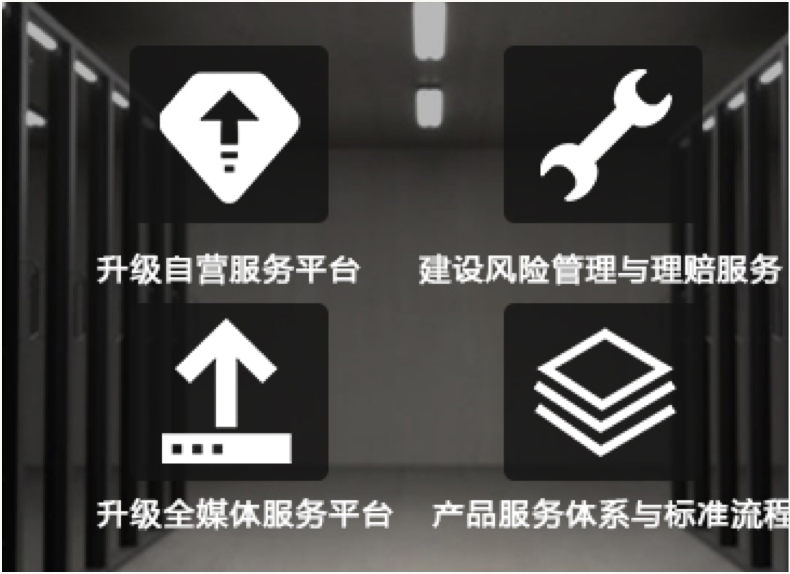 升级自营服务平台
建设风险管理与理赔服务
升级全媒体服务平台
产品服务体系与标准流程